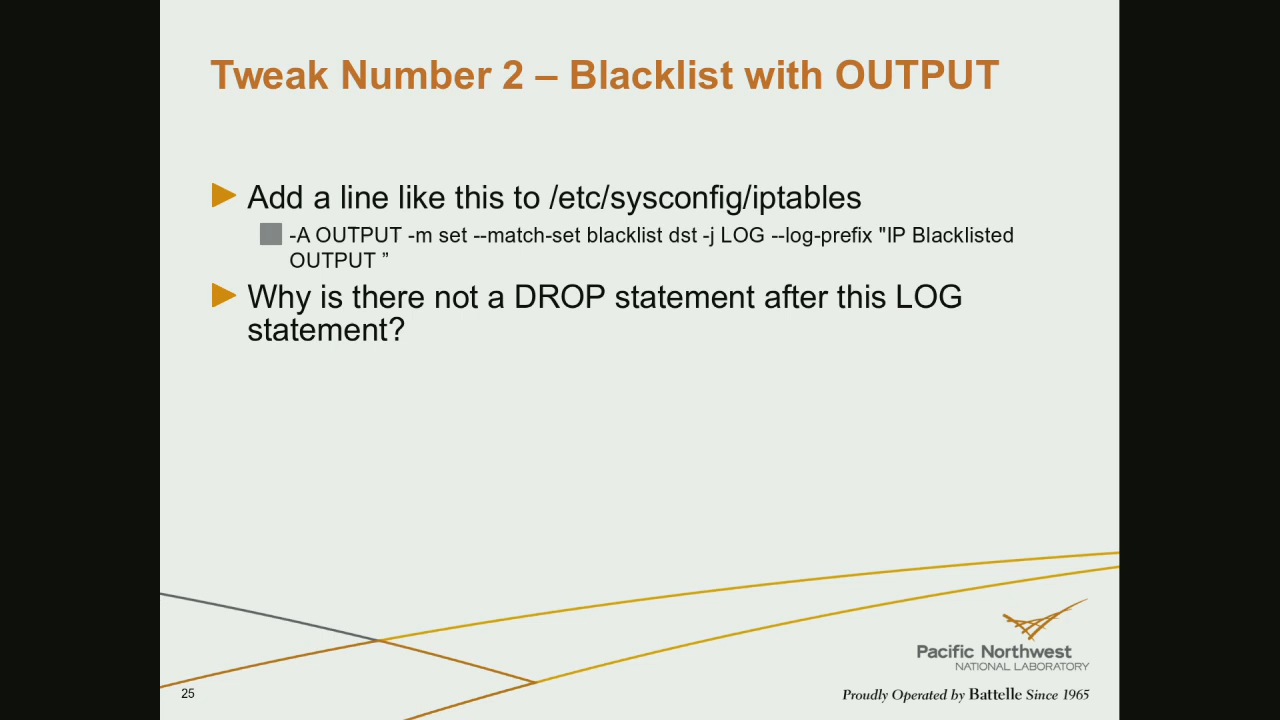 Tweak Number 2 – Blacklist with OUTPUT
Add a line like this to /etc/sysconfig/iptables
-A OUTPUT -m set --match-set blacklist dst -j LOG --log-prefix "IP Blacklisted
OUTPUT ”
Why is there not a DROP statement after this LOG
statement?
Pacific Northwest
NATIONAL LABORATORY
25
Proudly Operated by Battelle Since 1965